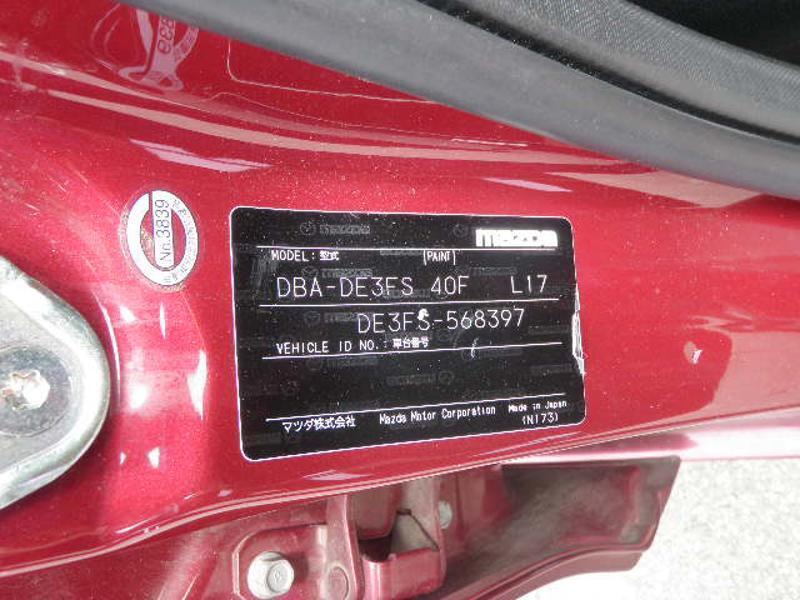 No.3839
mazda
MODEL：型式 (PAINT)
DBA-DE3FS 40F L17
DE3FS-568397
VEHICLE ID NO.：車台番号
マツダ株式会社 Mazda Motor Corporation Made in Japan
(N173)